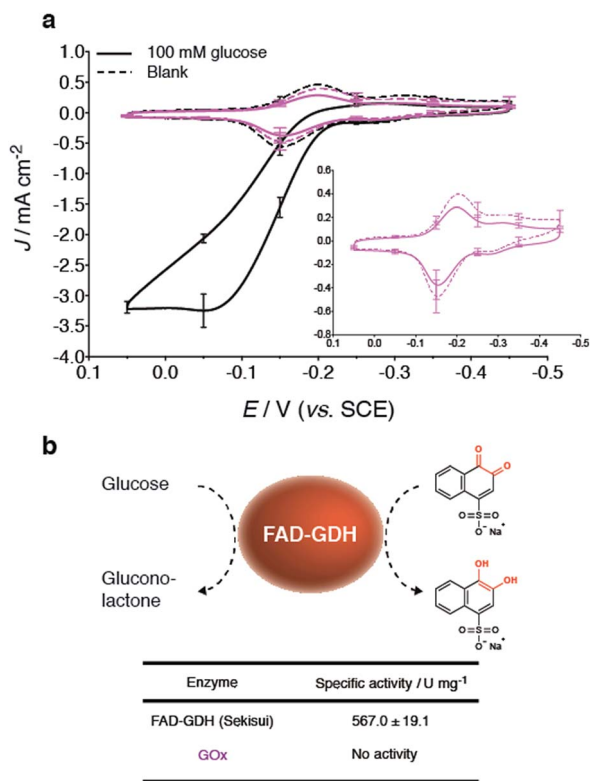 a
100 mM glucose
Blank
1.0
0.5
0.0
-0.5
-1.0
-1.5
-2.0
-2.5
-3.0
-3.5
-4.0
J / mA cm⁻²
0.1 0.0 -0.1 -0.2 -0.3 -0.4 -0.5
E / V (vs. SCE)
0.6
0.4
0.2
0.0
-0.2
-0.4
-0.6
-0.8
0.0 -0.1 -0.2 -0.3 -0.4 -0.5
b
Glucose
Glucono-
lactone
FAD-GDH
O
O
O=S=O
O⁻ Na⁺
OH
OH
O=S=O
O⁻ Na⁺
Enzyme Specific activity / U mg⁻¹
FAD-GDH (Sekisui) 567.0 ± 19.1
GOx No activity